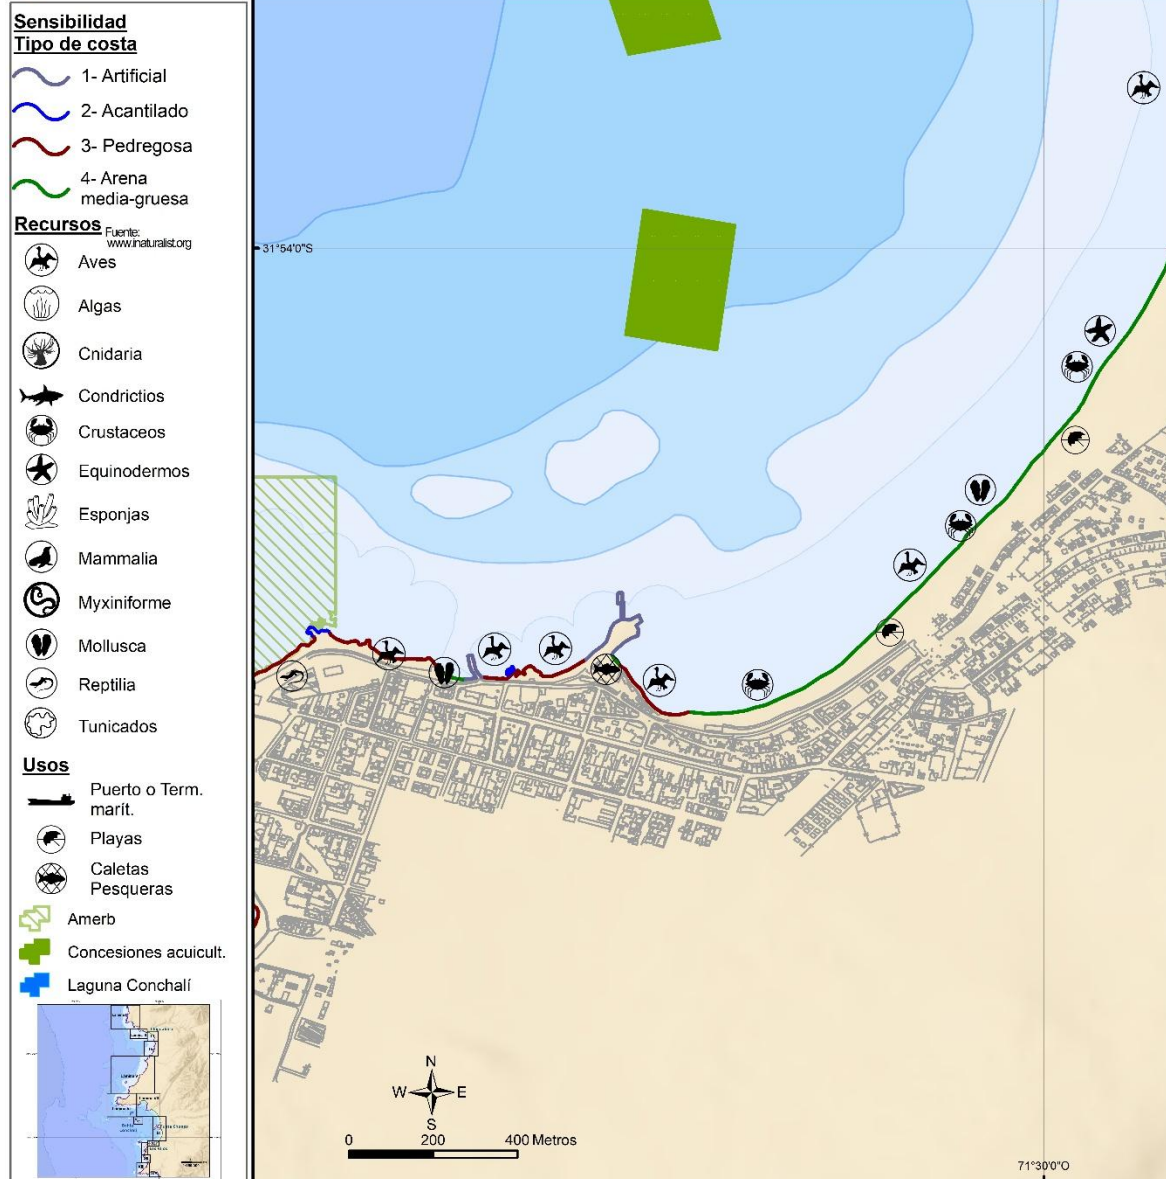 Sensibilidad
Tipo de costa
1- Artificial
2- Acantilado
3- Pedregosa
4- Arena
media-gruesa
Recursos
Fuente:
www.inaturalist.org
Aves
Algas
Cnidaria
Condrictios
Crustaceos
Equinodermos
Esponjas
Mammalia
Myxiniforme
Mollusca
Reptilia
Tunicados
Usos
Puerto o Term.
marít.
Playas
Caletas
Pesqueras
Amerb
Concesiones acuicult.
Laguna Conchalí
31°54'0"S
N
W E
S
0 200 400 Metros
71°30'0"O